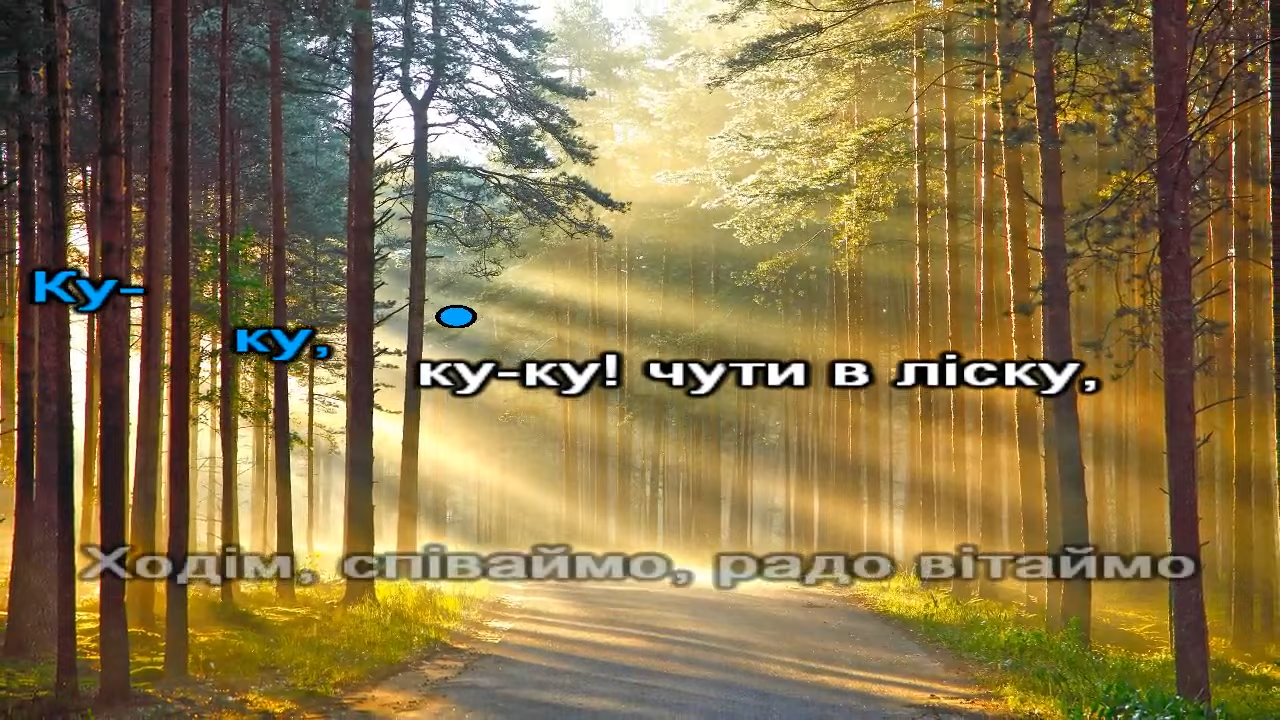 Ку-
ку,
ку-ку! чути в ліску,
Ходім, співаймо, радо вітаймо